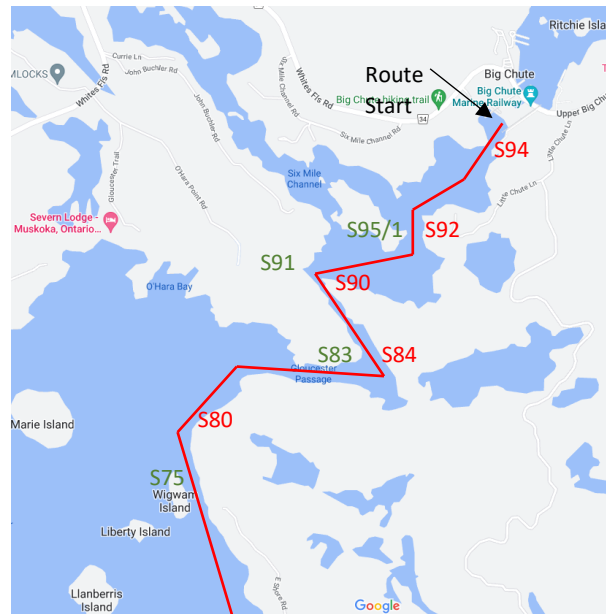 Ritchie Isla
Currie Ln
MLOCKS
Whites Fls Rd
John Buchler Rd
Six Mile Channel Rd
Whites Fls Rd
Route
Start
Big Chute
Big Chute
Marine Railway
Big Chute hiking trail
34
T
Upper Big Chu
John Buchler Rd
Six Mile Channel Rd
Little Chute Ln
S94
Gloucester Trail
O'Hara Point Rd
Six Mile
Channel
Little Chute Ln
Severn Lodge -
Muskoka, Ontario...
S95/1
S92
S91
S90
O'Hara Bay
S83
S84
Gloucester
Passage
Marie Island
S80
S75
Wigwam
Island
Liberty Island
Llanberris
Island
E Shore Rd
Google